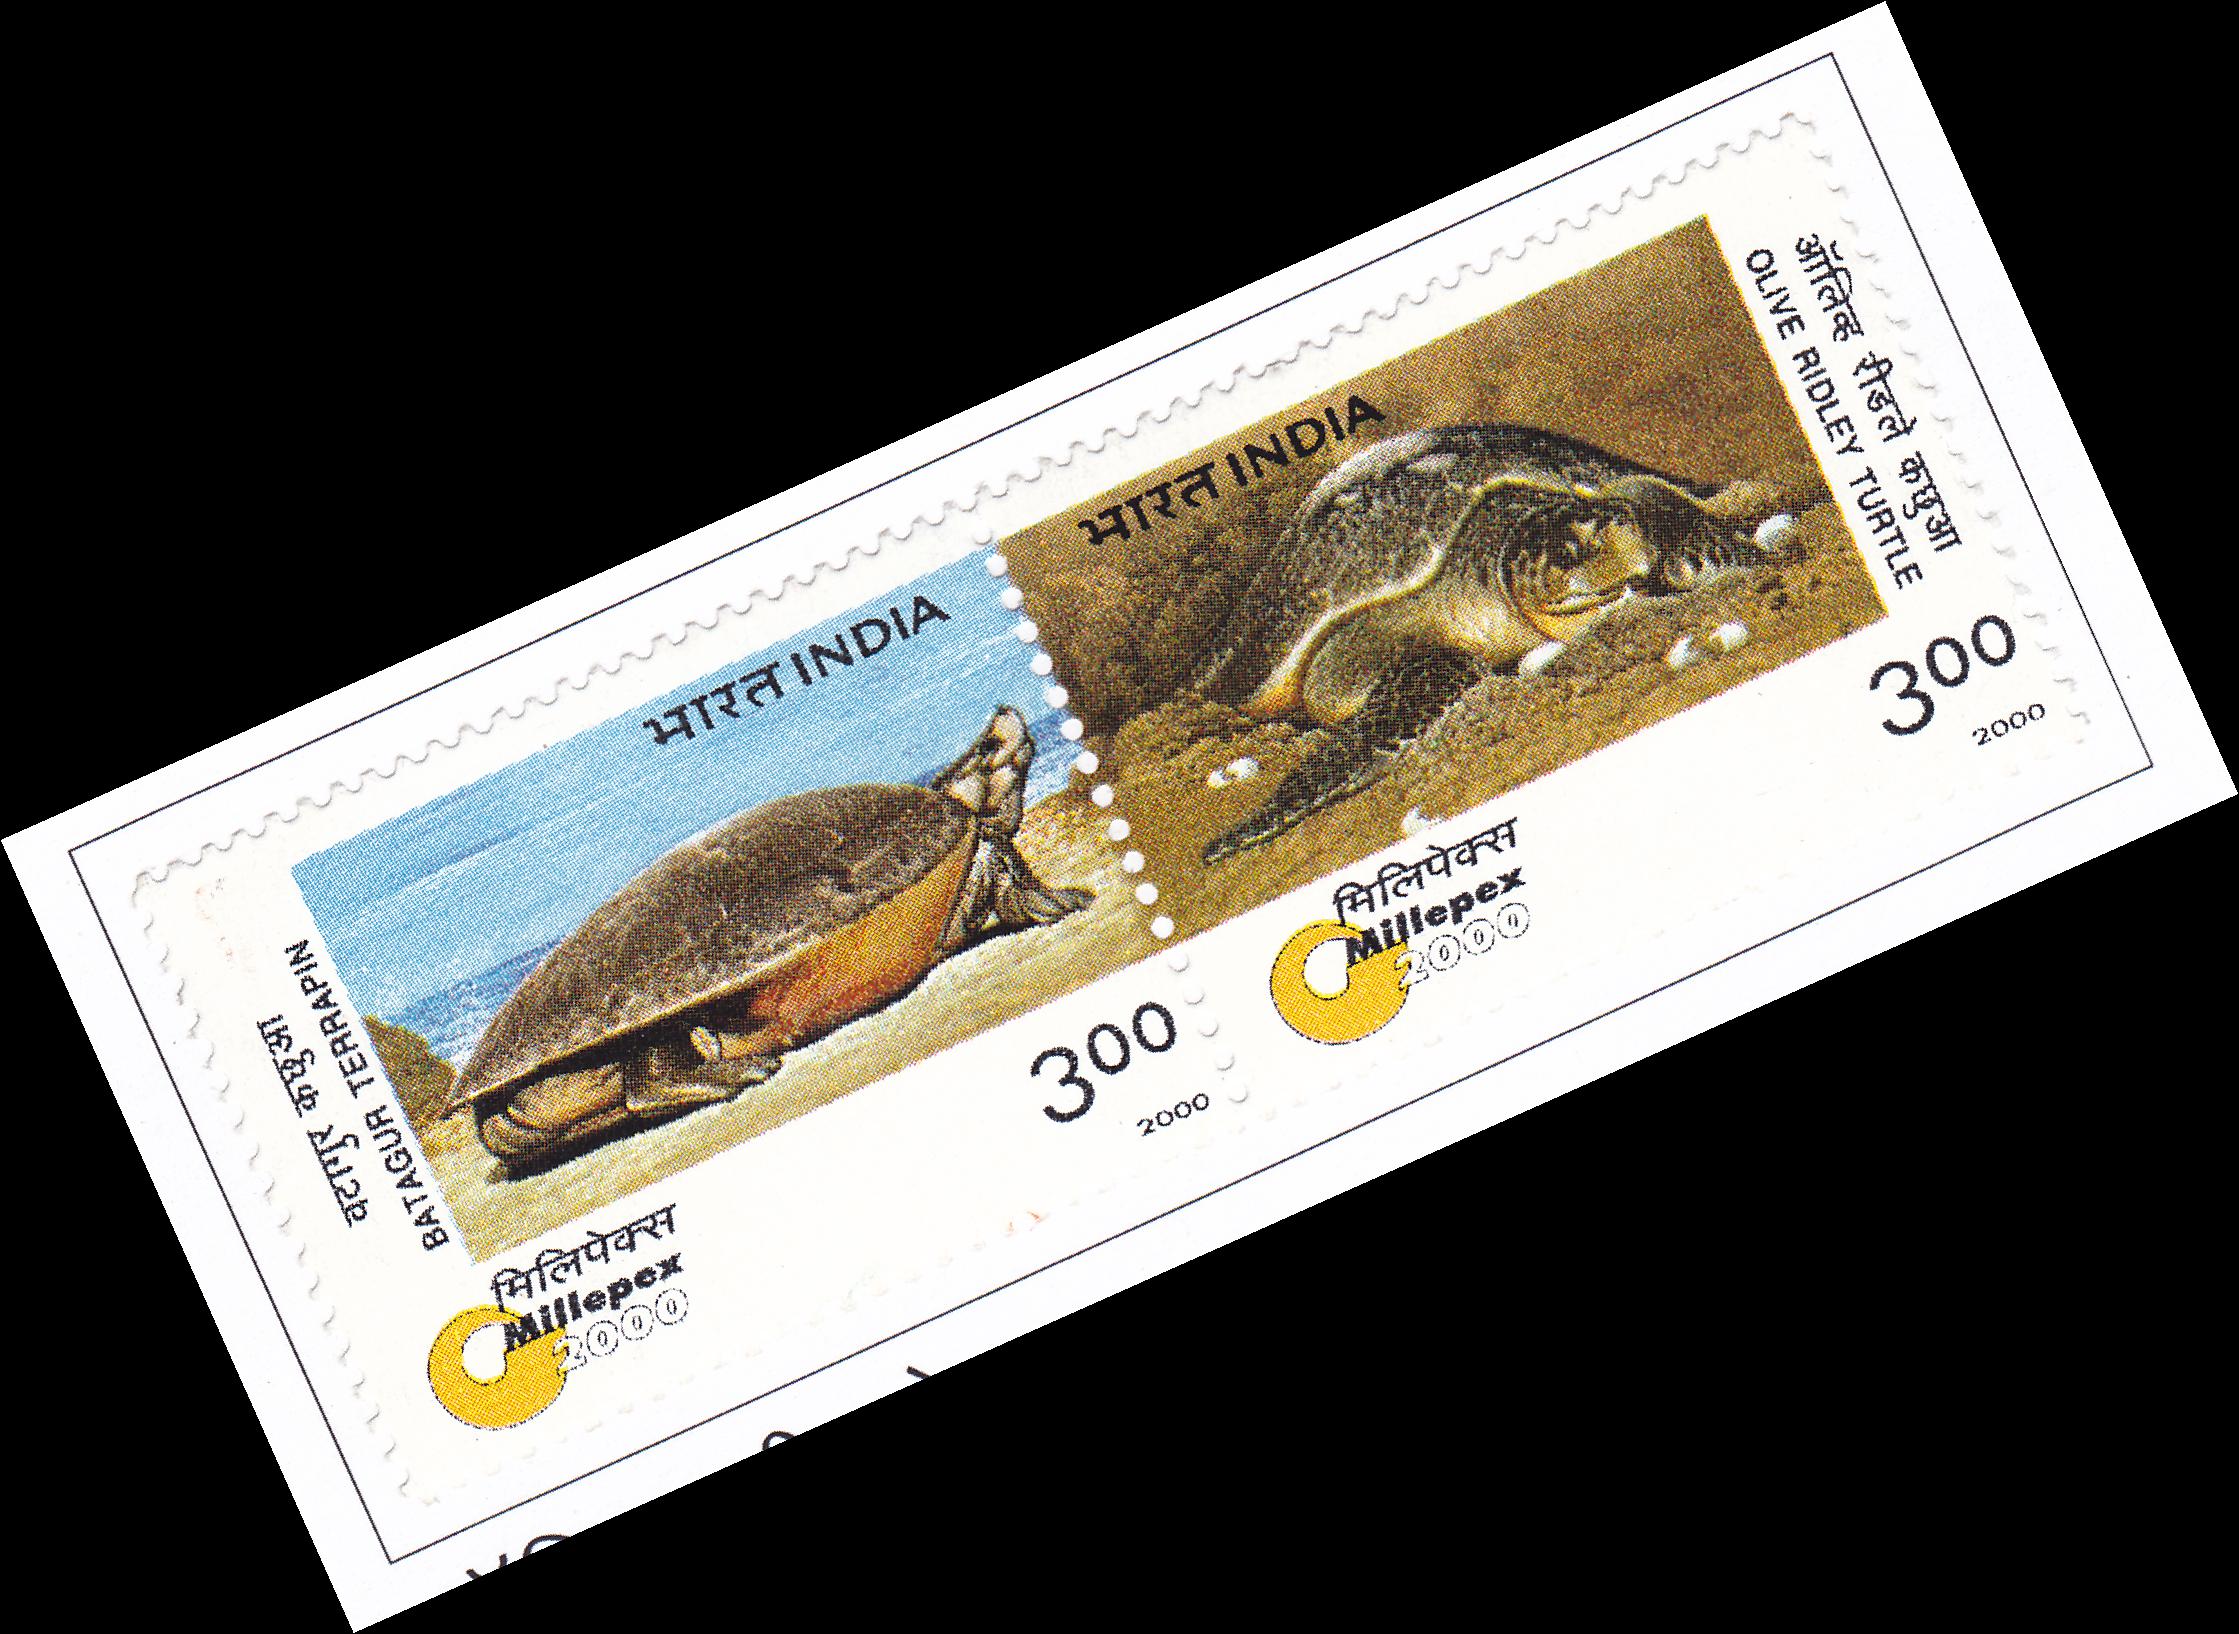 भारत INDIA
बटागुर कछुआ
BATAGUR TERRAPIN
300
2000
मिलिपेक्स
Millepex
2000
भारत INDIA
ऑलिव्ह रीडले कछुआ
OLIVE RIDLEY TURTLE
300
2000
मिलिपेक्स
Millepex
2000